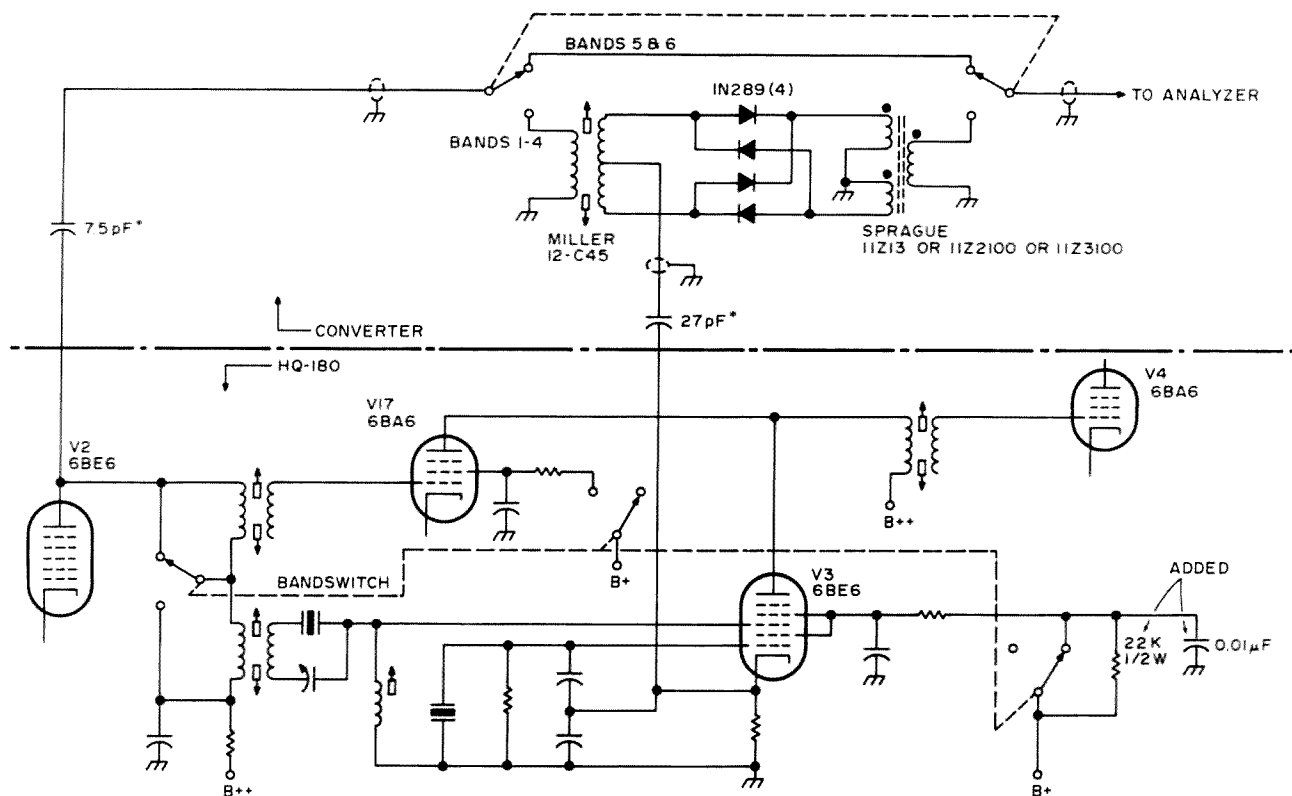 BANDS 5 & 6
IN289(4)
TO ANALYZER
BANDS 1-4
7.5pF*
MILLER
12-C45
SPRAGUE
11Z13 OR 11Z2100 OR 11Z3100
27pF*
CONVERTER
HQ-180
V2
6BE6
V17
6BA6
V4
6BA6
B++
B+
BANDSWITCH
V3
6BE6
ADDED
22K
1/2W
0.01µF
B++
B+